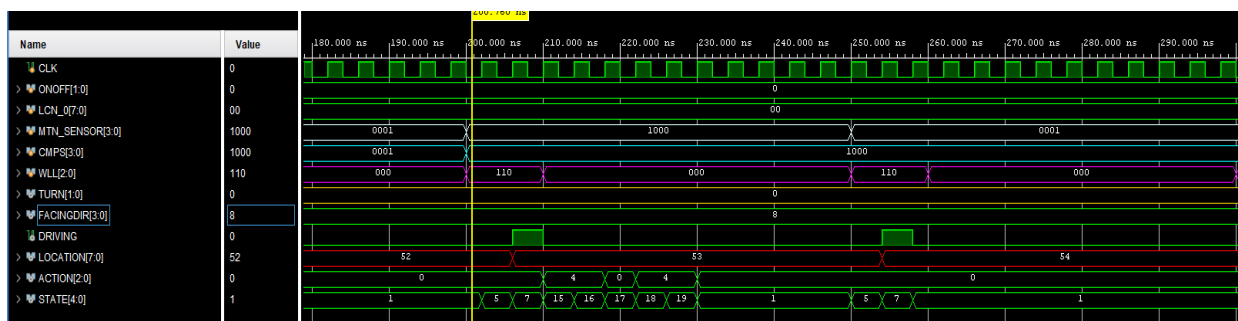 200.760 ns
Name Value 180.000 ns 190.000 ns 200.000 ns 210.000 ns 220.000 ns 230.000 ns 240.000 ns 250.000 ns 260.000 ns 270.000 ns 280.000 ns 290.000 ns
CLK 0
> ONOFF[1:0] 0 0
> LCN_0[7:0] 00 00
> MTN_SENSOR[3:0] 1000 0001 1000 0001
> CMPS[3:0] 1000 0001 1000
> WLL[2:0] 110 000 110 000 110 000
> TURN[1:0] 0 0
> FACINGDIR[3:0] 8 8
DRIVING 0
> LOCATION[7:0] 52 52 53 54
> ACTION[2:0] 0 0 4 0 4 0
> STATE[4:0] 1 1 5 7 15 16 17 18 19 1 5 7 1